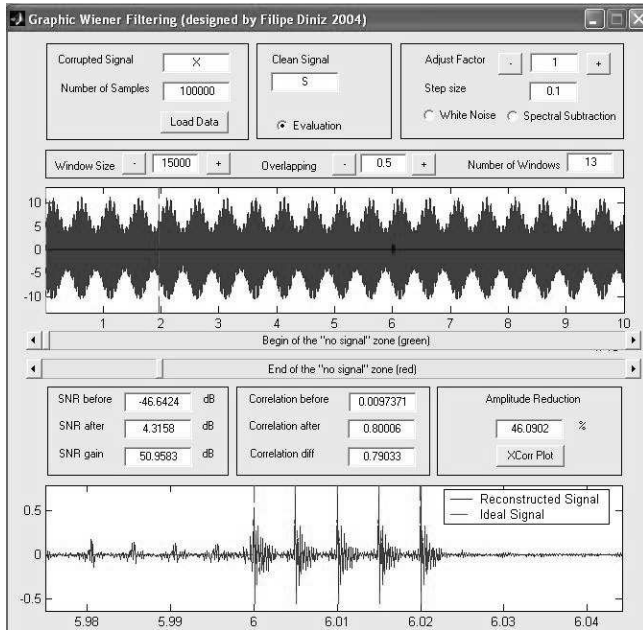 Graphic Wiener Filtering (designed by Filipe Diniz 2004)
Corrupted Signal X
Number of Samples 100000
Load Data
Clean Signal
S
Evaluation
Adjust Factor - 1 +
Step size 0.1
White Noise Spectral Subtraction
Window Size - 15000 + Overlapping - 0.5 + Number of Windows 13
10
5
0
-5
-10
1 2 3 4 5 6 7 8 9 10
Begin of the "no signal" zone (green)
End of the "no signal" zone (red)
SNR before -46.6424 dB
SNR after 4.3158 dB
SNR gain 50.9583 dB
Correlation before 0.0097371
Correlation after 0.80006
Correlation diff 0.79033
Amplitude Reduction
46.0902 %
XCorr Plot
0.5
0
-0.5
Reconstructed Signal
Ideal Signal
5.98 5.99 6 6.01 6.02 6.03 6.04